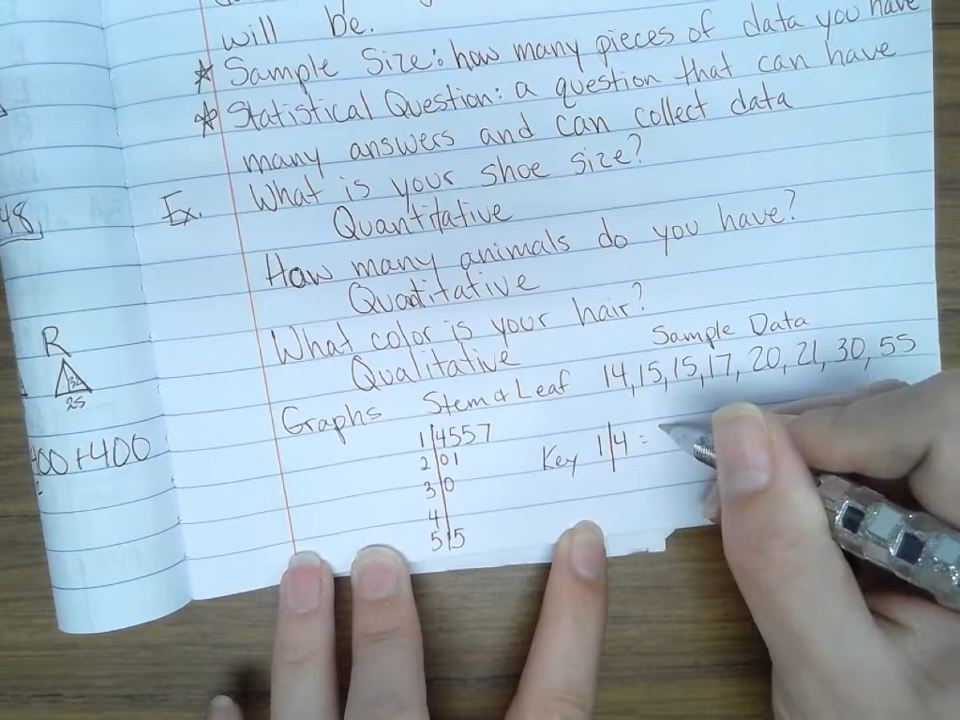 will be.
* Sample Size: how many pieces of data you have
* Statistical Question: a question that can have
many answers and can collect data
Ex. What is your shoe size?
Quantitative
How many animals do you have?
Quantitative
What color is your hair?
Qualitative
Sample Data
Graphs Stem & Leaf 14, 15, 15, 17, 20, 21, 30, 55
1|4557
2|01
3|0
4|
5|5
Key 1|4 =
48
R
25
00+400